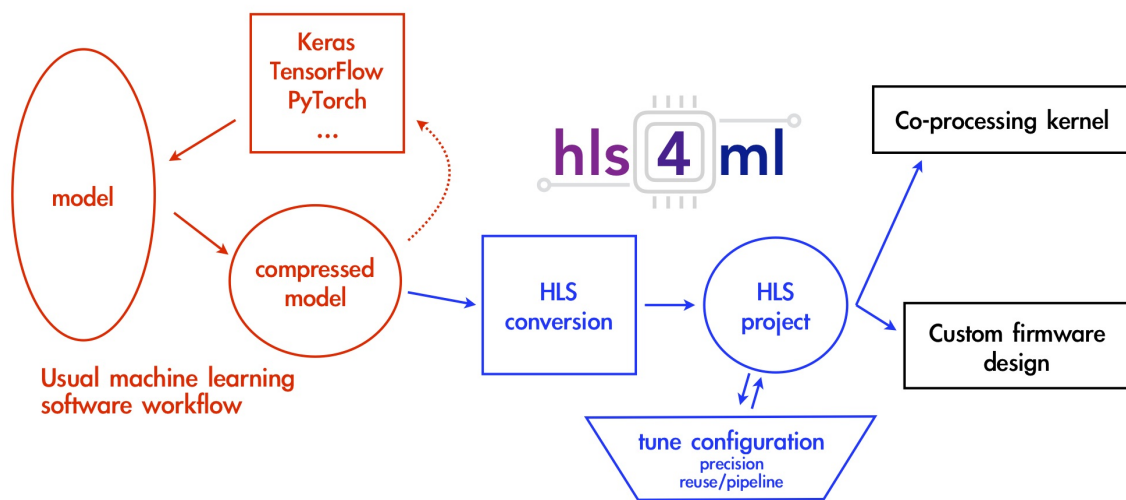 Keras
TensorFlow
PyTorch
...
model
compressed
model
Usual machine learning
software workflow
hls 4 ml
HLS
conversion
HLS
project
tune configuration
precision
reuse/pipeline
Co-processing kernel
Custom firmware
design